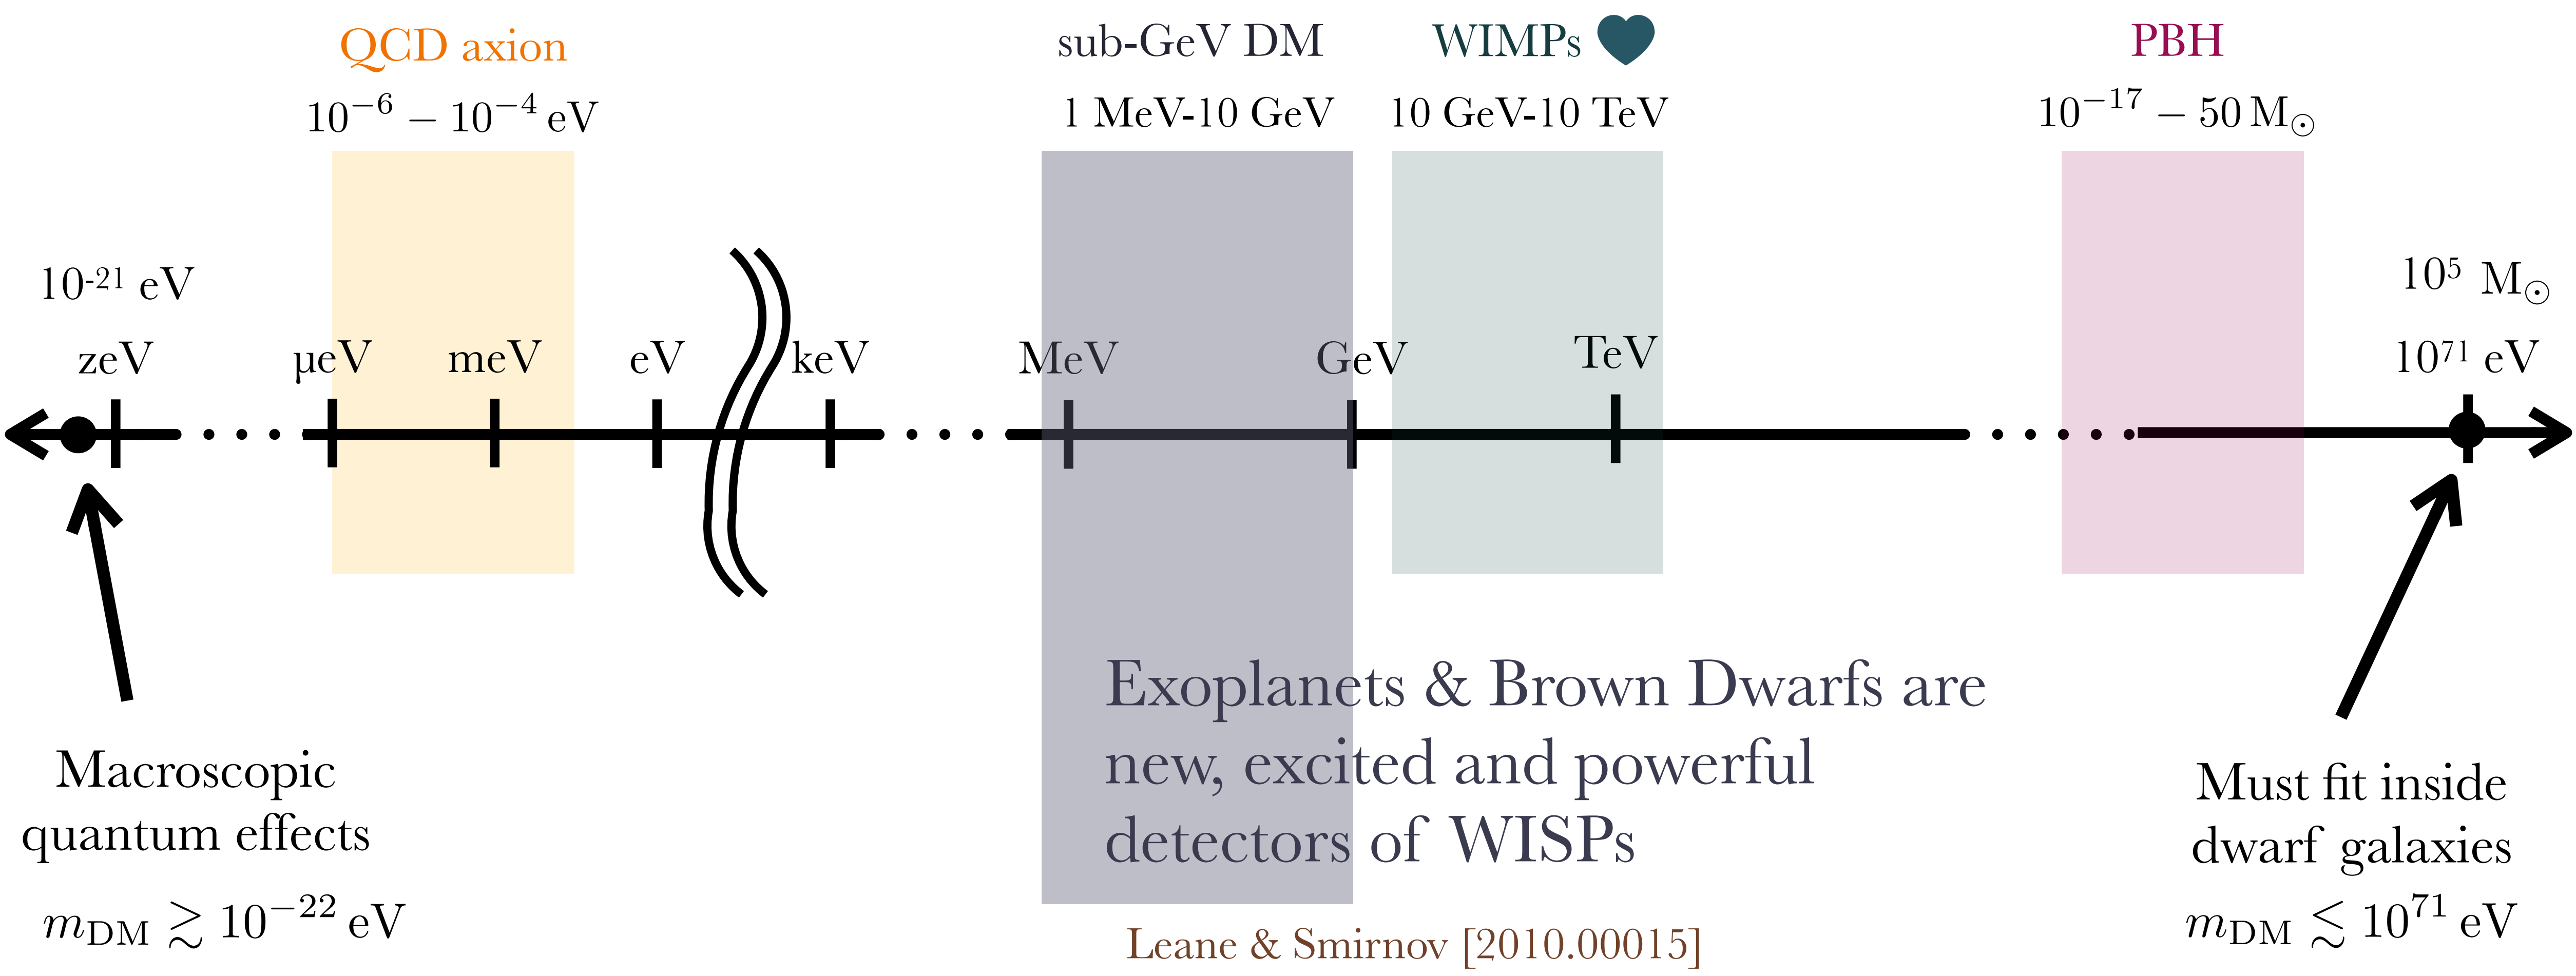 QCD axion
10⁻⁶ − 10⁻⁴ eV
sub-GeV DM
1 MeV-10 GeV
WIMPs
10 GeV-10 TeV
PBH
10⁻¹⁷ − 50 M☉
10⁻²¹ eV
zeV
µeV
meV
eV
keV
MeV
GeV
TeV
10⁵ M☉
10⁷¹ eV
Macroscopic
quantum effects
m_DM ≳ 10⁻²² eV
Exoplanets & Brown Dwarfs are
new, excited and powerful
detectors of WISPs
Leane & Smirnov [2010.00015]
Must fit inside
dwarf galaxies
m_DM ≲ 10⁷¹ eV